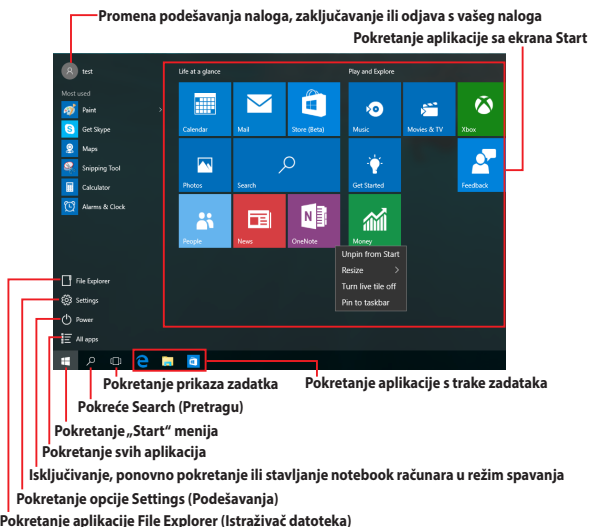 Promena podešavanja naloga, zaključavanje ili odjava s vašeg naloga
Pokretanje aplikacije sa ekrana Start
test
Life at a glance
Play and Explore
Most used
Paint
Get Skype
Maps
Snipping Tool
Calculator
Alarms & Clock
Calendar
Mail
Store (Beta)
Music
Movies & TV
Xbox
Photos
Search
Get Started
Feedback
People
News
OneNote
Money
Unpin from Start
Resize
Turn live tile off
Pin to taskbar
File Explorer
Settings
Power
All apps
Pokretanje prikaza zadatka
Pokretanje aplikacije s trake zadataka
Pokreće Search (Pretragu)
Pokretanje „Start“ menija
Pokretanje svih aplikacija
Isključivanje, ponovno pokretanje ili stavljanje notebook računara u režim spavanja
Pokretanje opcije Settings (Podešavanja)
Pokretanje aplikacije File Explorer (Istraživač datoteka)